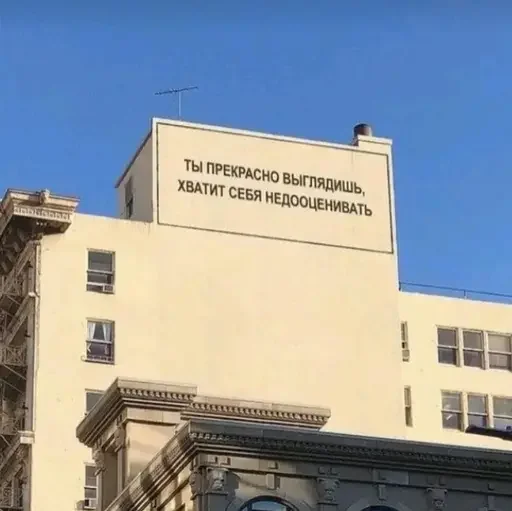 ТЫ ПРЕКРАСНО ВЫГЛЯДИШЬ,
ХВАТИТ СЕБЯ НЕДООЦЕНИВАТЬ